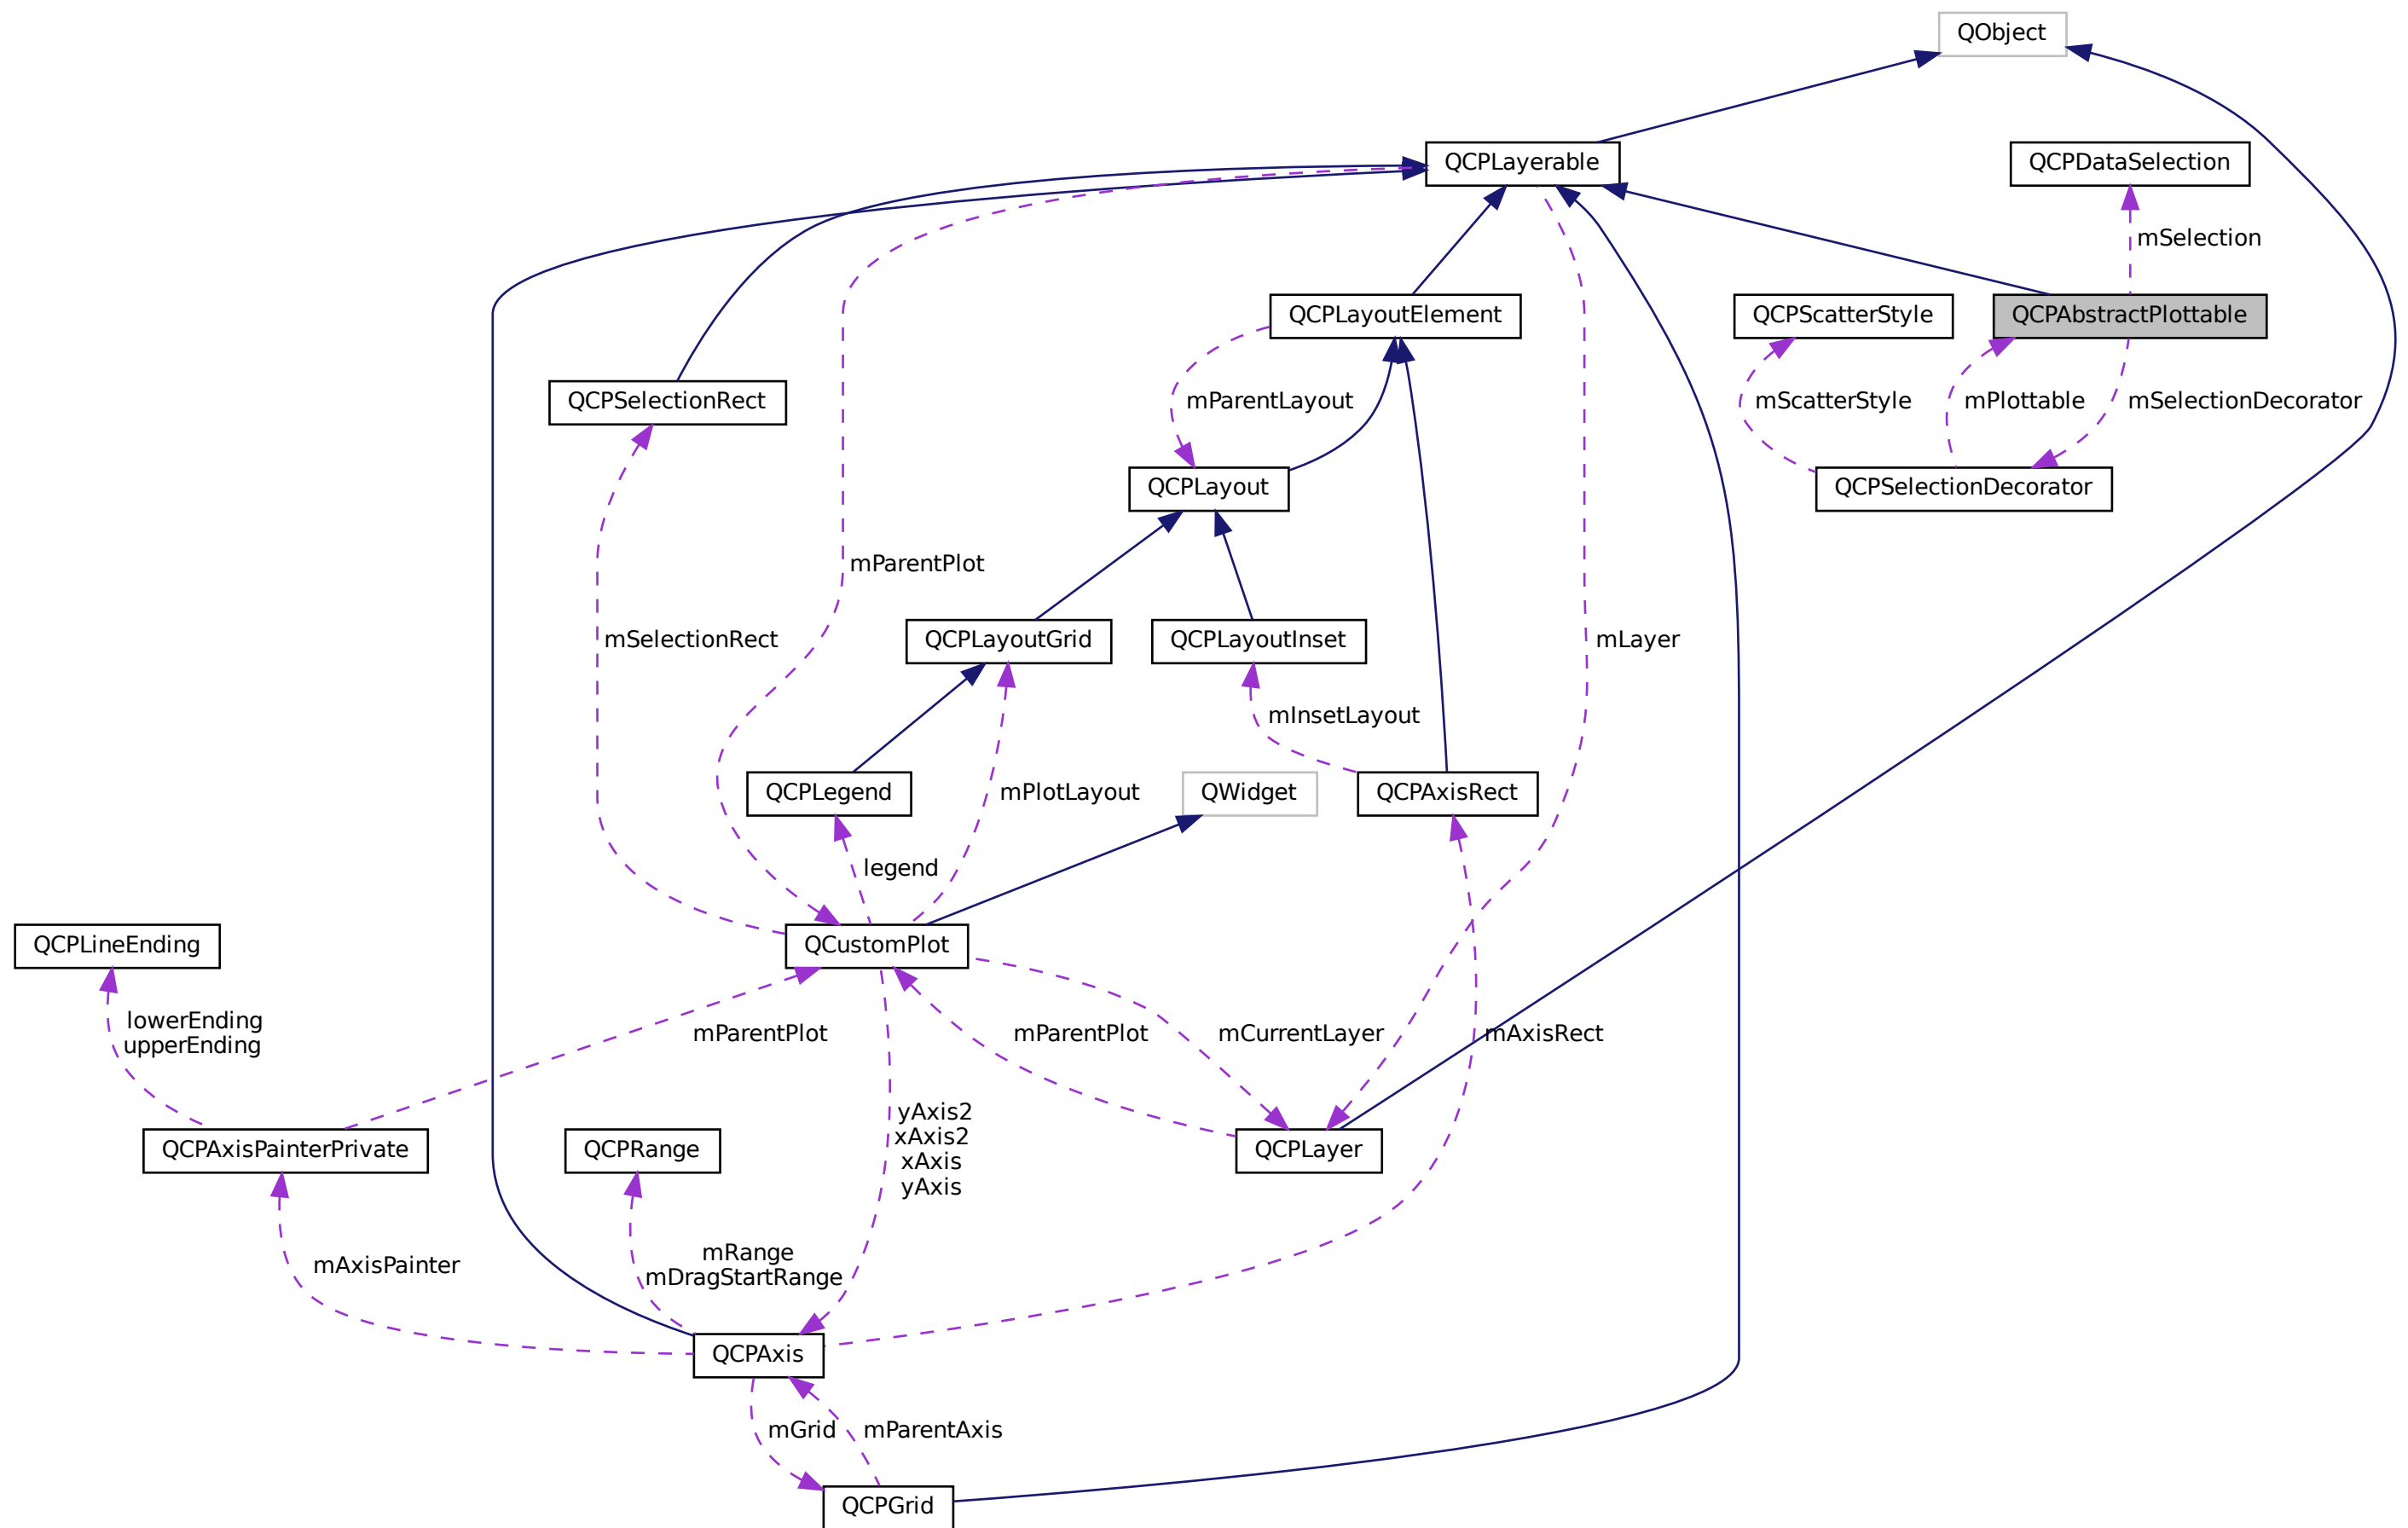 QObject
QCPLayerable
QCPDataSelection
mSelection
QCPLayoutElement
QCPScatterStyle
QCPAbstractPlottable
QCPSelectionRect
mParentLayout
mScatterStyle
mPlottable
mSelectionDecorator
QCPLayout
QCPSelectionDecorator
mParentPlot
mSelectionRect
QCPLayoutGrid
QCPLayoutInset
mLayer
mInsetLayout
QCPLegend
mPlotLayout
QWidget
QCPAxisRect
legend
QCPLineEnding
QCustomPlot
lowerEnding
upperEnding
mParentPlot
mParentPlot
mCurrentLayer
mAxisRect
yAxis2
xAxis2
xAxis
yAxis
QCPAxisPainterPrivate
QCPRange
QCPLayer
mAxisPainter
mRange
mDragStartRange
QCPAxis
mGrid
mParentAxis
QCPGrid